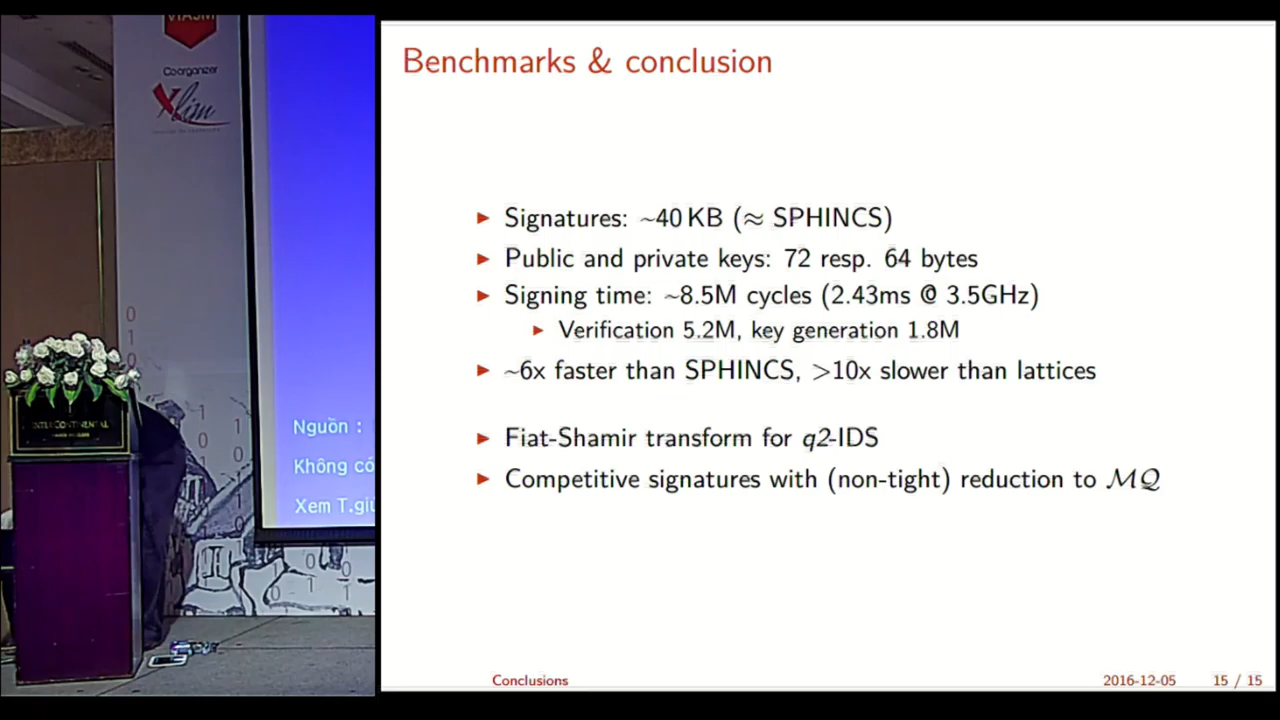 VIASM
Coorganizer
Xlim
INTERCONTINENTAL
Nguồn :
Không có
Xem T.giú
Benchmarks & conclusion
▶ Signatures: ~40 KB (≈ SPHINCS)
▶ Public and private keys: 72 resp. 64 bytes
▶ Signing time: ~8.5M cycles (2.43ms @ 3.5GHz)
▶ Verification 5.2M, key generation 1.8M
▶ ~6x faster than SPHINCS, >10x slower than lattices
▶ Fiat-Shamir transform for q2-IDS
▶ Competitive signatures with (non-tight) reduction to ℳ𝒬
Conclusions
2016-12-05 15 / 15